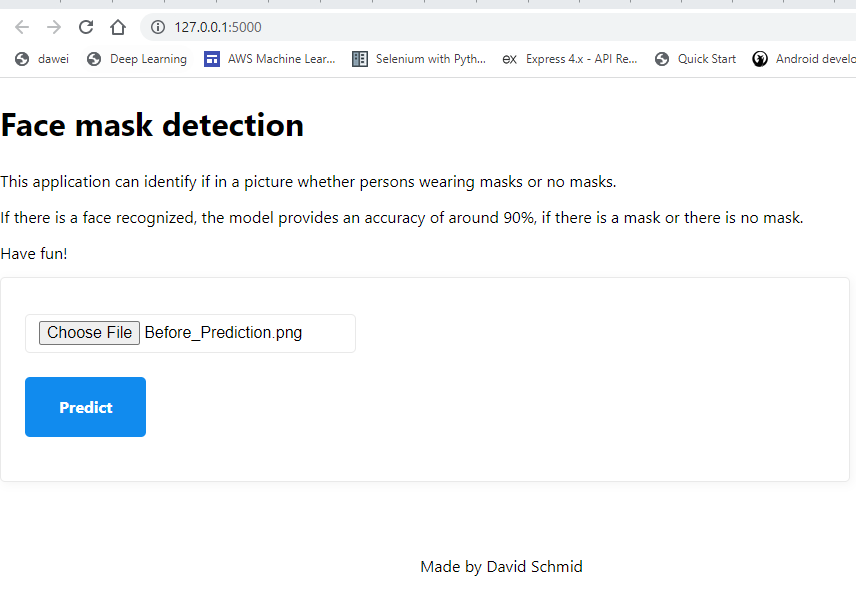 127.0.0.1:5000
dawei Deep Learning AWS Machine Lear... Selenium with Pyth... ex Express 4.x - API Re... Quick Start Android develo
Face mask detection
This application can identify if in a picture whether persons wearing masks or no masks.
If there is a face recognized, the model provides an accuracy of around 90%, if there is a mask or there is no mask.
Have fun!
Choose File Before_Prediction.png
Predict
Made by David Schmid